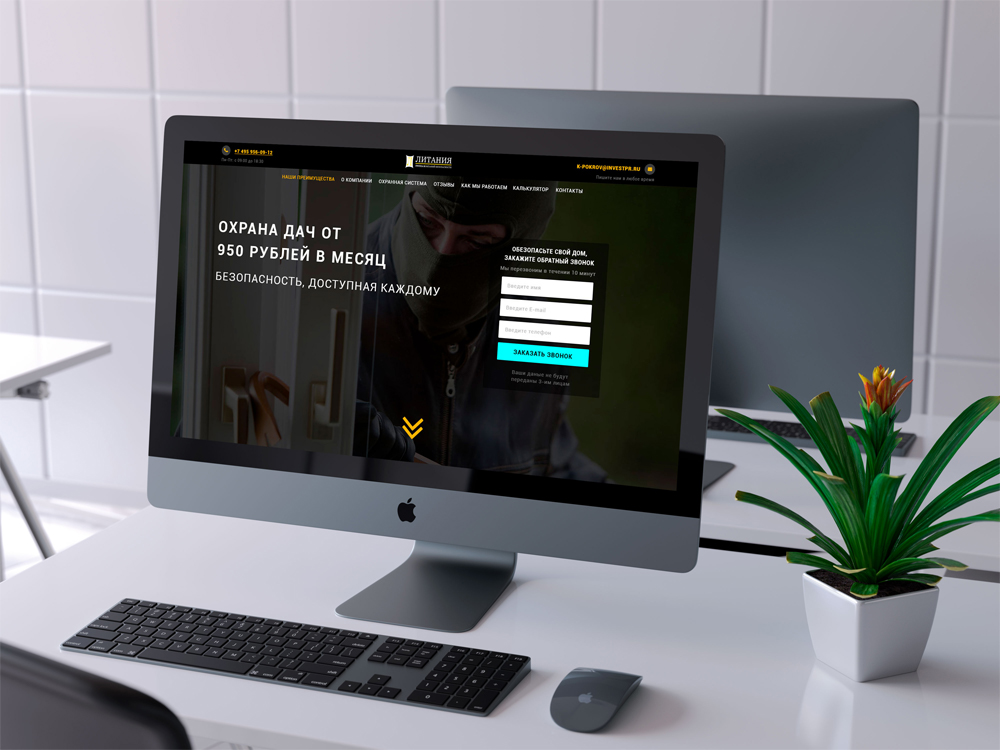 +7 495 956-09-12
Пн-Пт, с 09.00 до 18.30
ЛИТАНИЯ
K-POKROV@INVESTPR.RU
Пишите нам в любое время
НАШИ ПРЕИМУЩЕСТВА О КОМПАНИИ ОХРАННАЯ СИСТЕМА ОТЗЫВЫ КАК МЫ РАБОТАЕМ КАЛЬКУЛЯТОР КОНТАКТЫ
ОХРАНА ДАЧ ОТ
950 РУБЛЕЙ В МЕСЯЦ
БЕЗОПАСНОСТЬ, ДОСТУПНАЯ КАЖДОМУ
ОБЕЗОПАСЬТЕ СВОЙ ДОМ,
ЗАКАЖИТЕ ОБРАТНЫЙ ЗВОНОК
Мы перезвоним в течении 10 минут
Введите имя
Введите E-mail
Введите телефон
ЗАКАЗАТЬ ЗВОНОК
Ваши даные не будут
переданы 3-им лицам